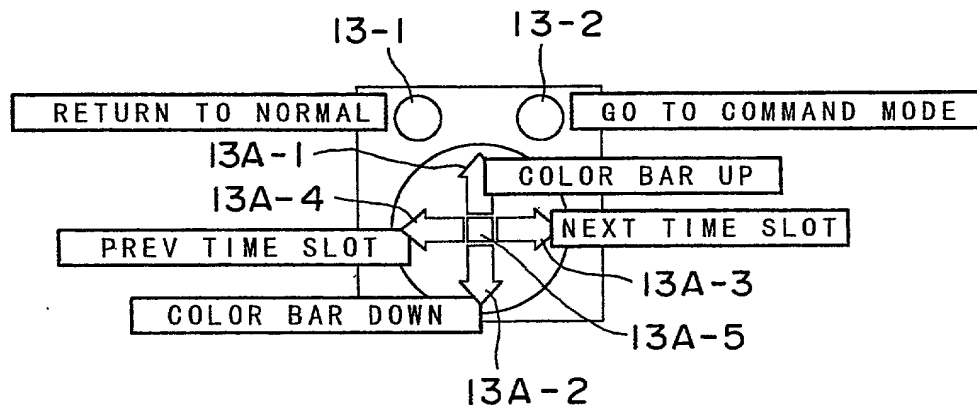 13-1
13-2
RETURN TO NORMAL
GO TO COMMAND MODE
13A-1
COLOR BAR UP
13A-4
NEXT TIME SLOT
PREV TIME SLOT
13A-3
COLOR BAR DOWN
13A-5
13A-2